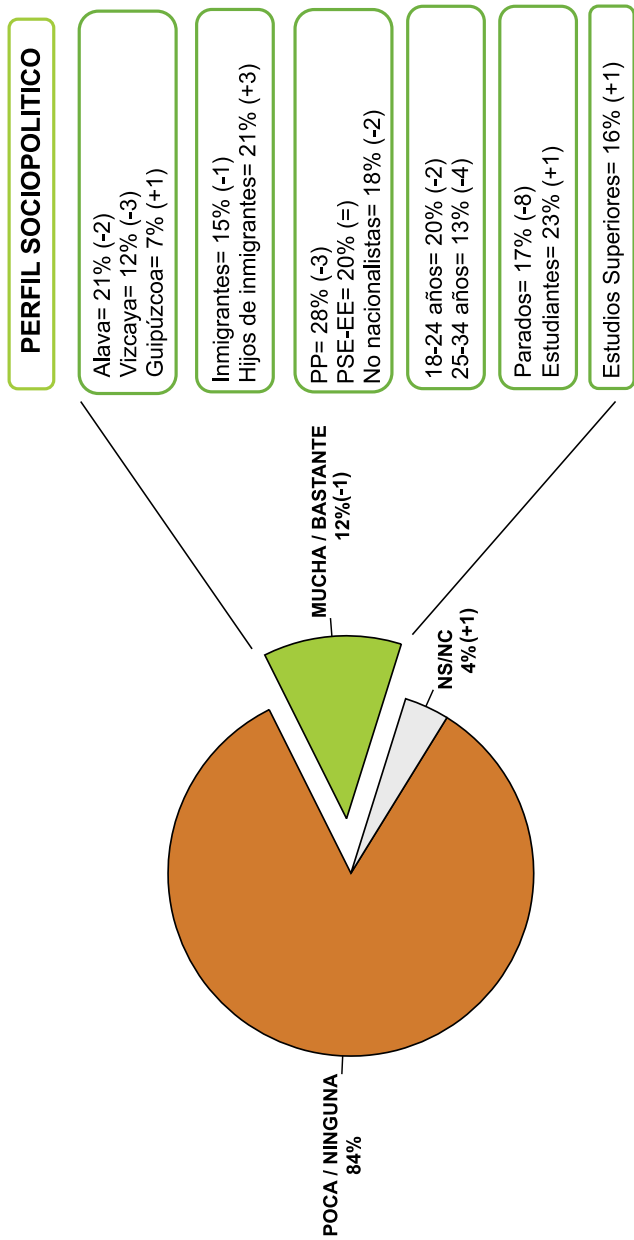 PERFIL SOCIOPOLITICO
Alava= 21% (-2)
Vizcaya= 12% (-3)
Guipúzcoa= 7% (+1)
Inmigrantes= 15% (-1)
Hijos de inmigrantes= 21% (+3)
PP= 28% (-3)
PSE-EE= 20% (=)
No nacionalistas= 18% (-2)
18-24 años= 20% (-2)
25-34 años= 13% (-4)
Parados= 17% (-8)
Estudiantes= 23% (+1)
Estudios Superiores= 16% (+1)
MUCHA / BASTANTE
12%(-1)
NS/NC
4%(+1)
POCA / NINGUNA
84%